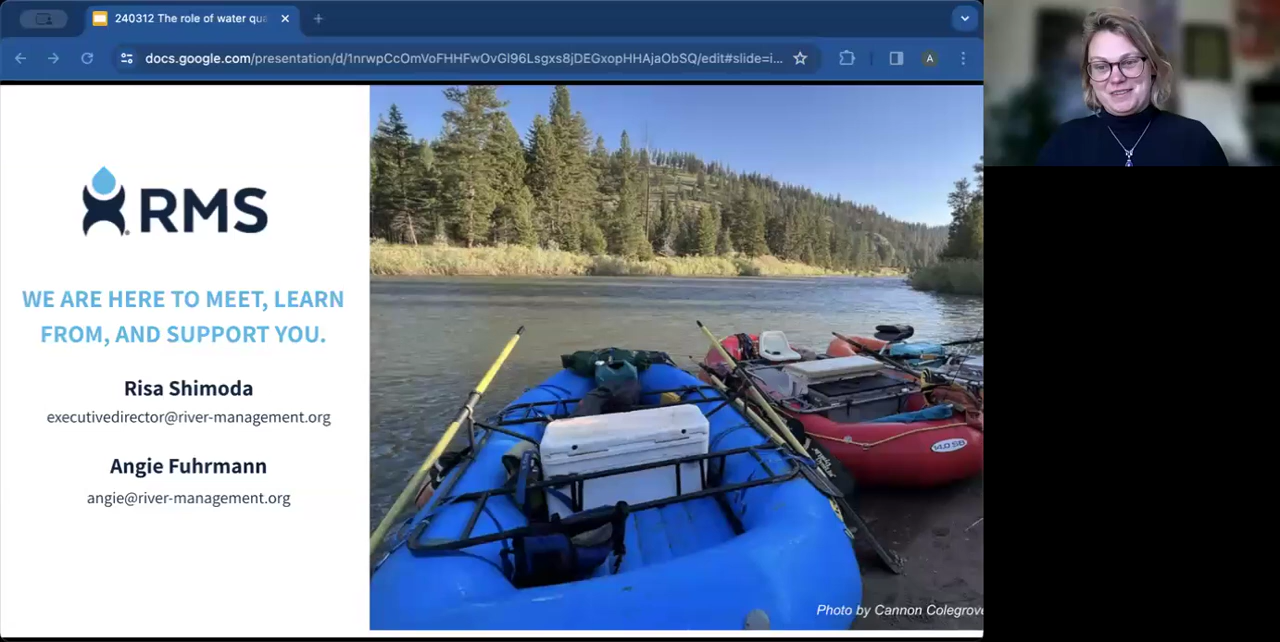 240312 The role of water qua
docs.google.com/presentation/d/1nrwpCcOmVoFHHFwOvGl96Lsgxs8jDEGxopHHAjaObSQ/edit#slide=i...
A
RMS
WE ARE HERE TO MEET, LEARN
FROM, AND SUPPORT YOU.
Risa Shimoda
executivedirector@river-management.org
Angie Fuhrmann
angie@river-management.org
Photo by Cannon Colegrove